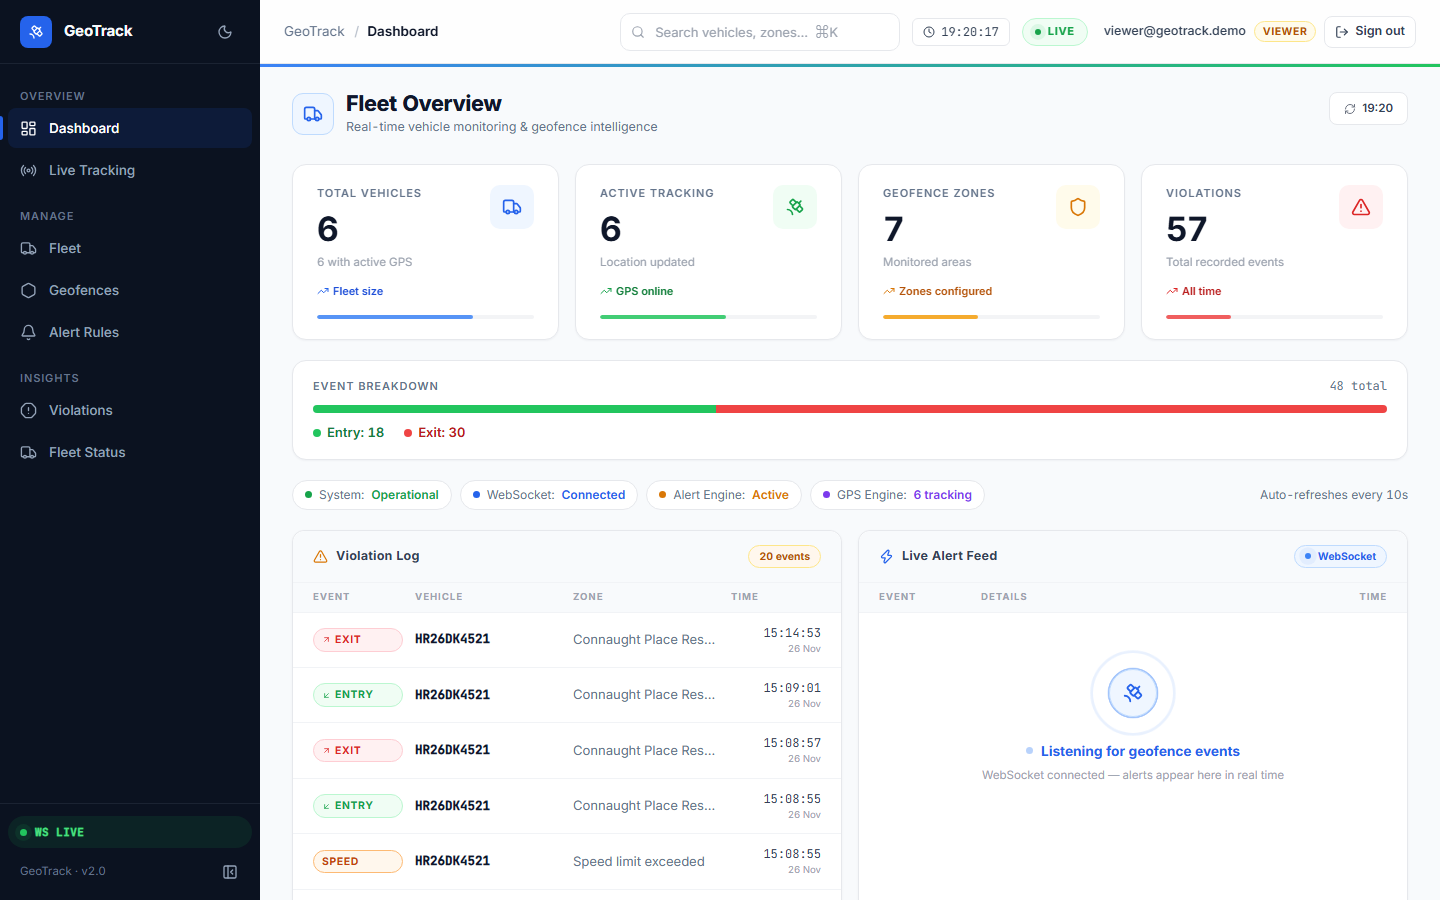 GeoTrack
OVERVIEW
Dashboard
Live Tracking
MANAGE
Fleet
Geofences
Alert Rules
INSIGHTS
Violations
Fleet Status
WS LIVE
GeoTrack · v2.0
GeoTrack / Dashboard
Search vehicles, zones... ⌘K
19:20:17
LIVE
viewer@geotrack.demo
VIEWER
Sign out
Fleet Overview
Real-time vehicle monitoring & geofence intelligence
19:20
TOTAL VEHICLES
6
6 with active GPS
Fleet size
ACTIVE TRACKING
6
Location updated
GPS online
GEOFENCE ZONES
7
Monitored areas
Zones configured
VIOLATIONS
57
Total recorded events
All time
EVENT BREAKDOWN
48 total
Entry: 18 Exit: 30
System: Operational
WebSocket: Connected
Alert Engine: Active
GPS Engine: 6 tracking
Auto-refreshes every 10s
Violation Log
20 events
EVENT VEHICLE ZONE TIME
EXIT HR26DK4521 Connaught Place Res... 15:14:53
26 Nov
ENTRY HR26DK4521 Connaught Place Res... 15:09:01
26 Nov
EXIT HR26DK4521 Connaught Place Res... 15:08:57
26 Nov
ENTRY HR26DK4521 Connaught Place Res... 15:08:55
26 Nov
SPEED HR26DK4521 Speed limit exceeded 15:08:55
26 Nov
Live Alert Feed
WebSocket
EVENT DETAILS TIME
Listening for geofence events
WebSocket connected — alerts appear here in real time